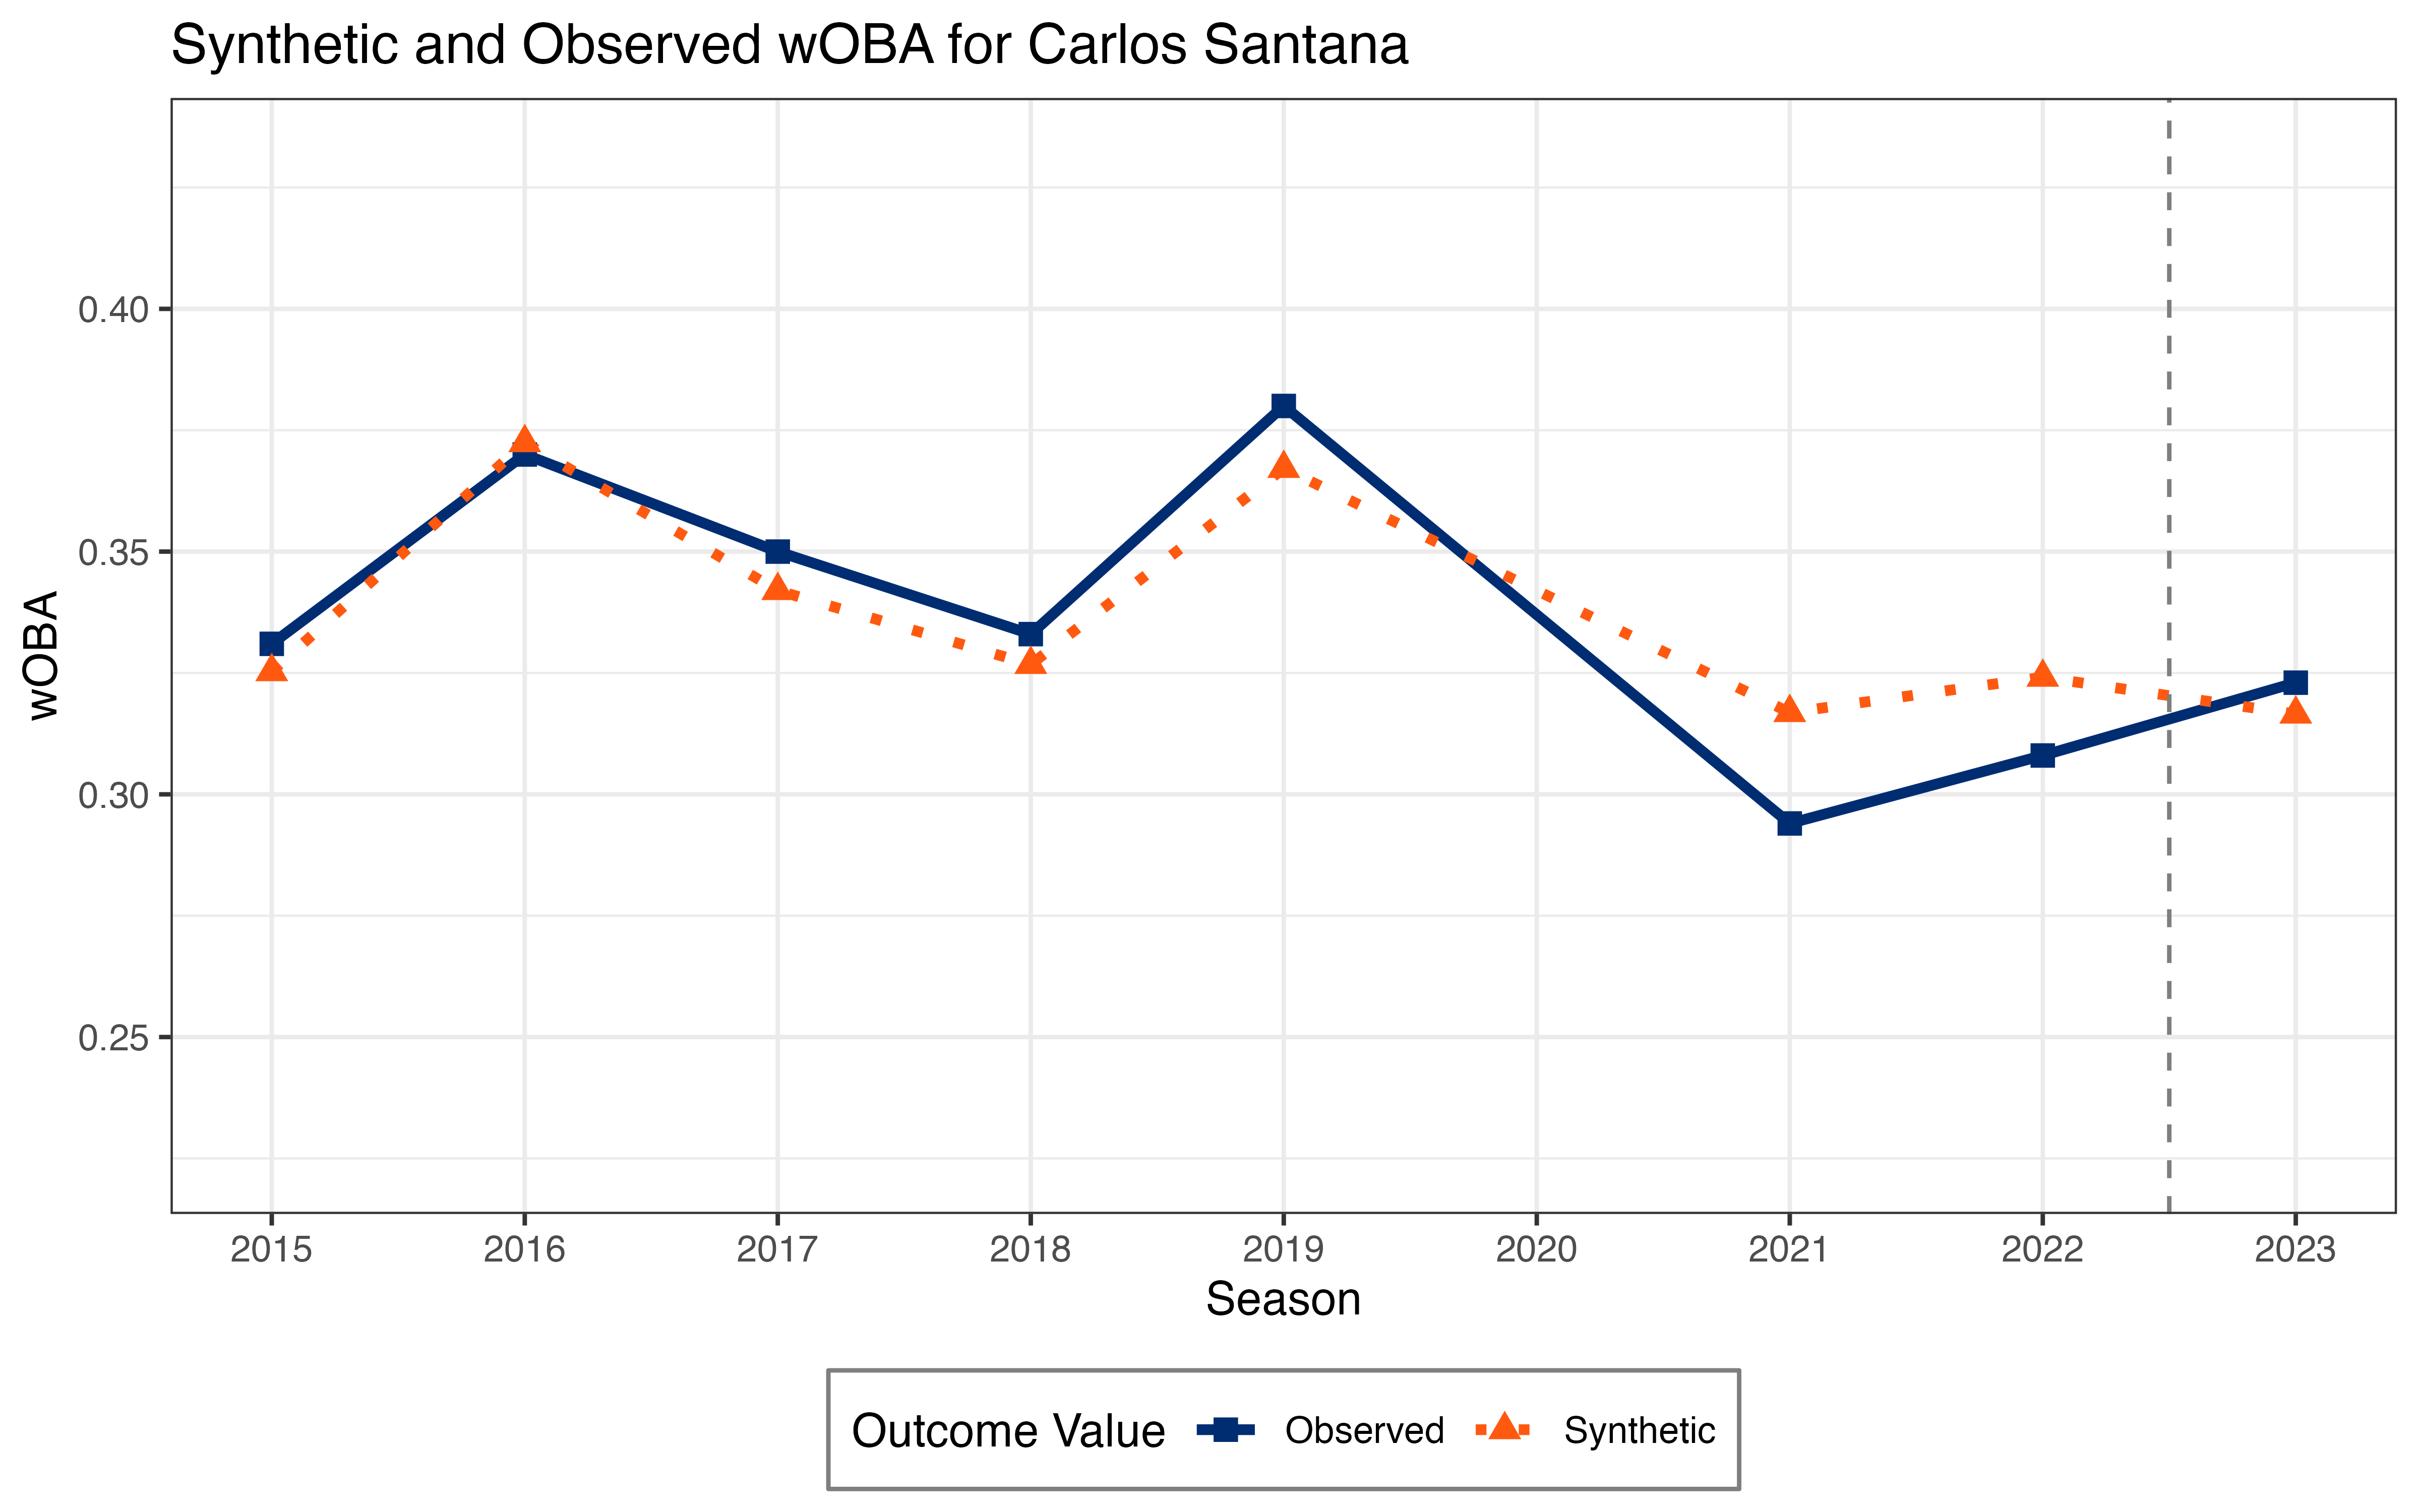 Synthetic and Observed wOBA for Carlos Santana
wOBA
0.40
0.35
0.30
0.25
2015 2016 2017 2018 2019 2020 2021 2022 2023
Season
Outcome Value Observed Synthetic